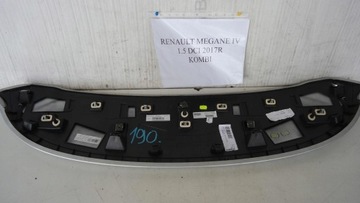 RENAULT MEGANE IV
1.5 DCI 2017R
KOMBI
190.